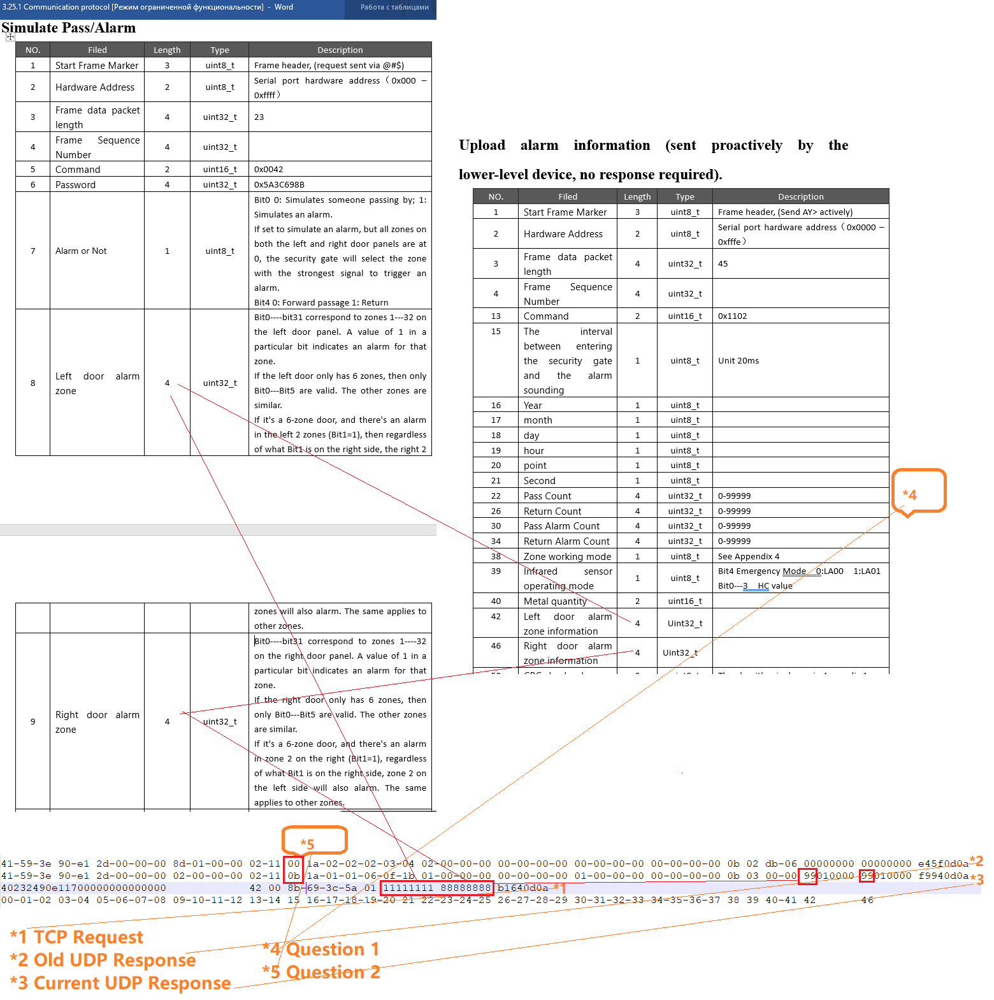 3.25.1 Communication protocol [Режим ограниченной функциональности] - Word
Работа с таблицами
Simulate Pass/Alarm
NO. Filed Length Type Description
1 Start Frame Marker 3 uint8_t Frame header, (request sent via @#$)
2 Hardware Address 2 uint8_t Serial port hardware address（0x000 –
0xffff）
3 Frame data packet
length 4 uint32_t 23
4 Frame Sequence
Number 4 uint32_t
5 Command 2 uint16_t 0x0042
6 Password 4 uint32_t 0x5A3C698B
7 Alarm or Not 1 uint8_t
Bit0 0: Simulates someone passing by; 1:
Simulates an alarm.
If set to simulate an alarm, but all zones on
both the left and right door panels are at
0, the security gate will select the zone
with the strongest signal to trigger an
alarm.
Bit4 0: Forward passage 1: Return
8 Left door alarm
zone 4 uint32_t
Bit0----bit31 correspond to zones 1---32 on
the left door panel. A value of 1 in a
particular bit indicates an alarm for that
zone.
If the left door only has 6 zones, then only
Bit0---Bit5 are valid. The other zones are
similar.
If it's a 6-zone door, and there's an alarm
in the left 2 zones (Bit1=1), then regardless
of what Bit1 is on the right side, the right 2
zones will also alarm. The same applies to
other zones.
9 Right door alarm
zone 4 uint32_t
Bit0----bit31 correspond to zones 1----32
on the right door panel. A value of 1 in a
particular bit indicates an alarm for that
zone.
If the right door only has 6 zones, then
only Bit0---Bit5 are valid. The other zones
are similar.
If it's a 6-zone door, and there's an alarm
in zone 2 on the right (Bit1=1), regardless
of what Bit1 is on the right side, zone 2 on
the left side will also alarm. The same
applies to other zones.
Upload alarm information (sent proactively by the
lower-level device, no response required).
NO. Filed Length Type Description
1 Start Frame Marker 3 uint8_t Frame header, (Send AY> actively)
2 Hardware Address 2 uint8_t Serial port hardware address（0x0000 –
0xfffe）
3 Frame data packet
length 4 uint32_t 45
4 Frame Sequence
Number 4 uint32_t
13 Command 2 uint16_t 0x1102
15 The interval
between entering
the security gate
and the alarm
sounding 1 uint8_t Unit 20ms
16 Year 1 uint8_t
17 month 1 uint8_t
18 day 1 uint8_t
19 hour 1 uint8_t
20 point 1 uint8_t
21 Second 1 uint8_t
22 Pass Count 4 uint32_t 0-99999
26 Return Count 4 uint32_t 0-99999
30 Pass Alarm Count 4 uint32_t 0-99999
34 Return Alarm Count 4 uint32_t 0-99999
38 Zone working mode 1 uint8_t See Appendix 4
39 Infrared sensor
operating mode 1 uint8_t Bit4 Emergency Mode 0:LA00 1:LA01
Bit0---3 HC value
40 Metal quantity 2 uint16_t
42 Left door alarm
zone information 4 Uint32_t
46 Right door alarm
zone information 4 Uint32_t
*4
*5
41-59-3e 90-e1 2d-00-00-00 8d-01-00-00 02-11 00 1a-02-02-02-03-04 02-00-00-00 00-00-00-00 00-00-00-00 00-00-00-00 0b 02 db-06 00000000 00000000 e45f0d0a *2
41-59-3e 90-e1 2d-00-00-00 02-00-00-00 02-11 0b 1a-01-01-06-0f-1b 01-00-00-00 00-00-00-00 01-00-00-00 00-00-00-00 0b 03 00-00 99010000 99010000 f9940d0a *3
40232490e1170000000000000000 42 00 8b-69-3c-5a 01 11111111 88888888 b1640d0a *1
00-01-02 03-04 05-06-07-08 09-10-11-12 13-14 15 16-17-18-19-20 21 22-23-24-25 26-27-28-29 30-31-32-33 34-35-36-37 38 39 40-41 42 46
*1 TCP Request
*2 Old UDP Response
*3 Current UDP Response
*4 Question 1
*5 Question 2